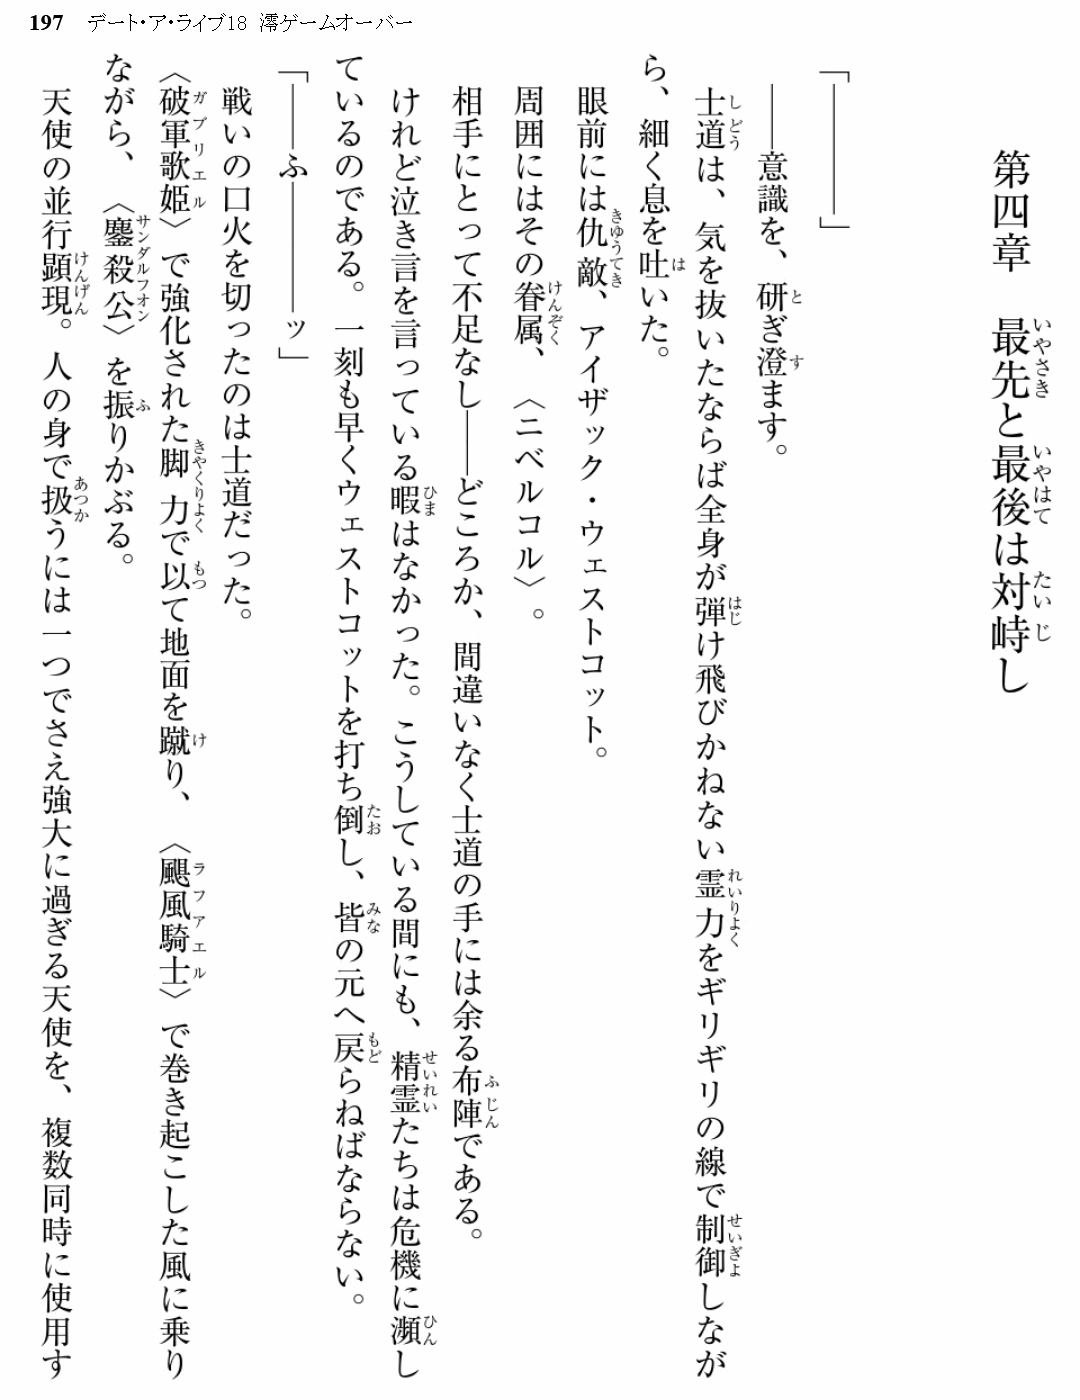 197 デート・ア・ライブ18 澪ゲームオーバー
第四章　最先と最後は対峙し
「――――」
――意識を、研ぎ澄ます。
士道は、気を抜いたならば全身が弾け飛びかねない霊力をギリギリの線で制御しなが
ら、細く息を吐いた。
眼前には仇敵、アイザック・ウェストコット。
周囲にはその眷属、〈ニベルコル〉。
相手にとって不足なし――どころか、間違いなく士道の手には余る布陣である。
けれど泣き言を言っている暇はなかった。こうしている間にも、精霊たちは危機に瀕し
ているのである。一刻も早くウェストコットを打ち倒し、皆の元へ戻らねばならない。
「――ふ――――ッ」
戦いの口火を切ったのは士道だった。
〈破軍歌姫〉で強化された脚力で以て地面を蹴り、〈颶風騎士〉で巻き起こした風に乗り
ながら、〈鏖殺公〉を振りかぶる。
天使の並行顕現。人の身で扱うには一つでさえ強大に過ぎる天使を、複数同時に使用す